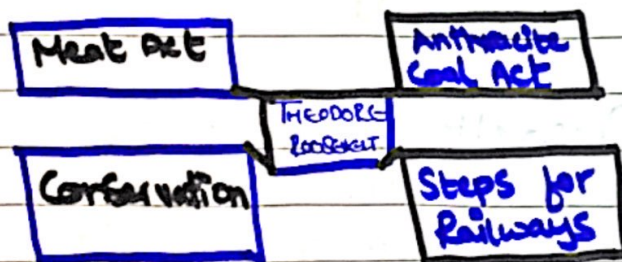 Meat Act
Anthracite
Coal Act
THEODORE
ROOSEVELT
Conservation
Steps for
Railways